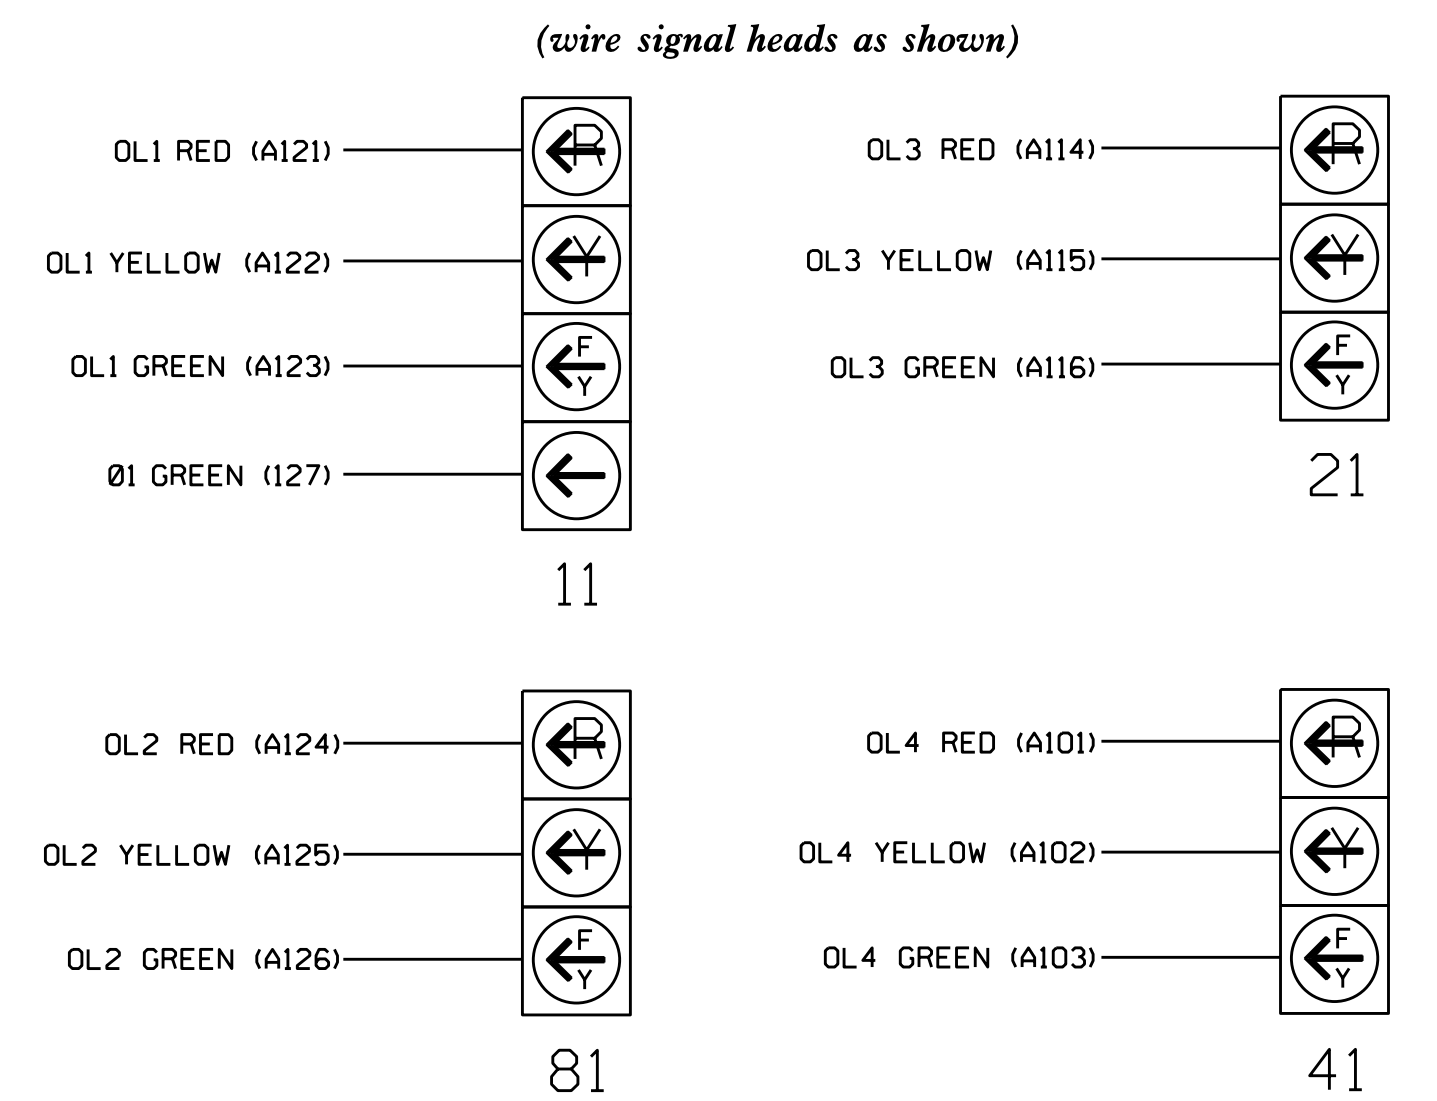 (wire signal heads as shown)
OL1 RED (A121)
R
OL1 YELLOW (A122)
Y
OL1 GREEN (A123)
F
Y
Ø1 GREEN (127)
11
OL3 RED (A114)
R
OL3 YELLOW (A115)
Y
OL3 GREEN (A116)
F
Y
21
OL2 RED (A124)
R
OL2 YELLOW (A125)
Y
OL2 GREEN (A126)
F
Y
81
OL4 RED (A101)
R
OL4 YELLOW (A102)
Y
OL4 GREEN (A103)
F
Y
41